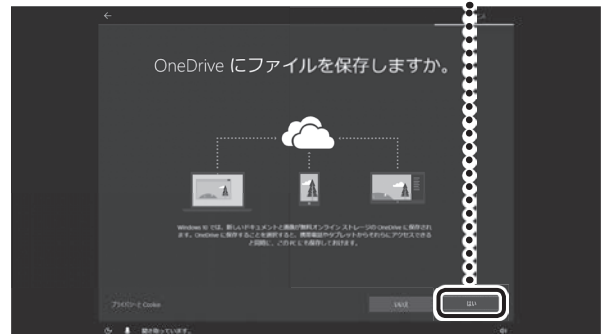 OneDrive にファイルを保存しますか。
Windows 10 では、新しいドキュメントと画像が無料オンライン ストレージの OneDrive に保存され
ます。OneDrive に保存することを選択すると、携帯電話やタブレットからそれらにアクセスできる
と同時に、この PC にも保存しておけます。
プライバシーと Cookie
いいえ
はい
聞き取っています。